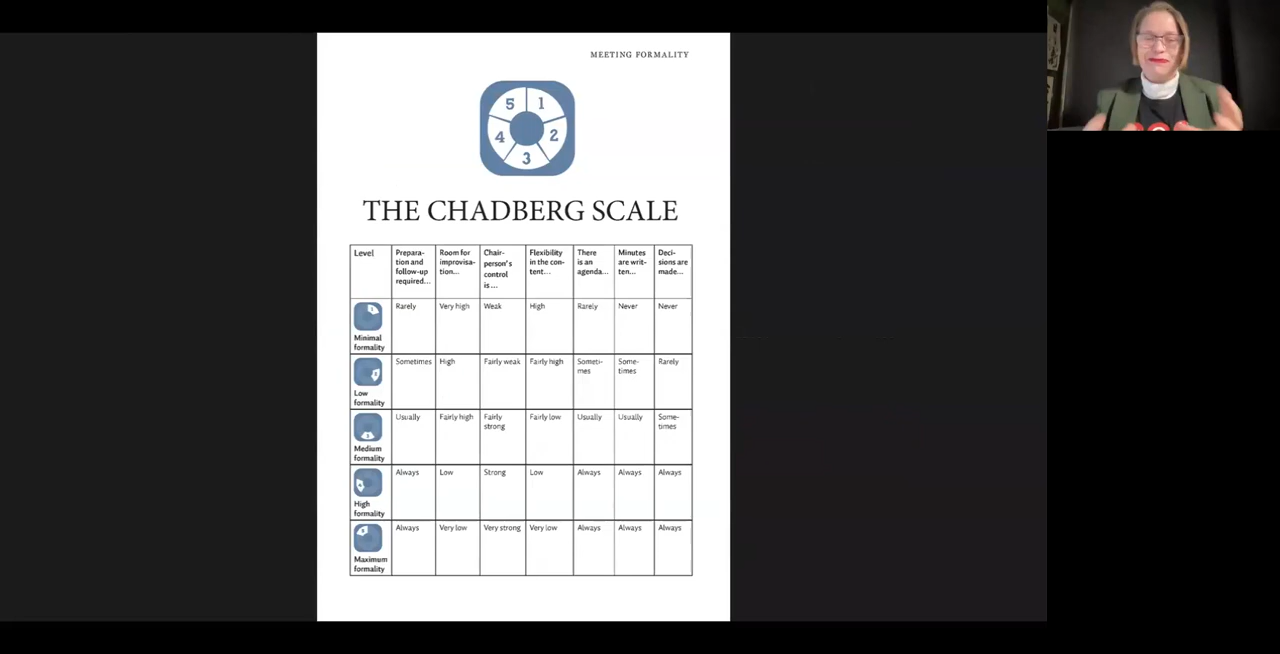 MEETING FORMALITY
5 1
4 2
3
THE CHADBERG SCALE
Level
Prepara-
tion and
follow-up
required...
Room for
improvisa-
tion...
Chair-
person's
control
is ...
Flexibility
in the con-
tent...
There
is an
agenda...
Minutes
are writ-
ten...
Deci-
sions are
made...
1
Minimal
formality
Rarely
Very high
Weak
High
Rarely
Never
Never
2
Low
formality
Sometimes
High
Fairly weak
Fairly high
Someti-
mes
Some-
times
Rarely
3
Medium
formality
Usually
Fairly high
Fairly
strong
Fairly low
Usually
Usually
Some-
times
4
High
formality
Always
Low
Strong
Low
Always
Always
Always
5
Maximum
formality
Always
Very low
Very strong
Very low
Always
Always
Always